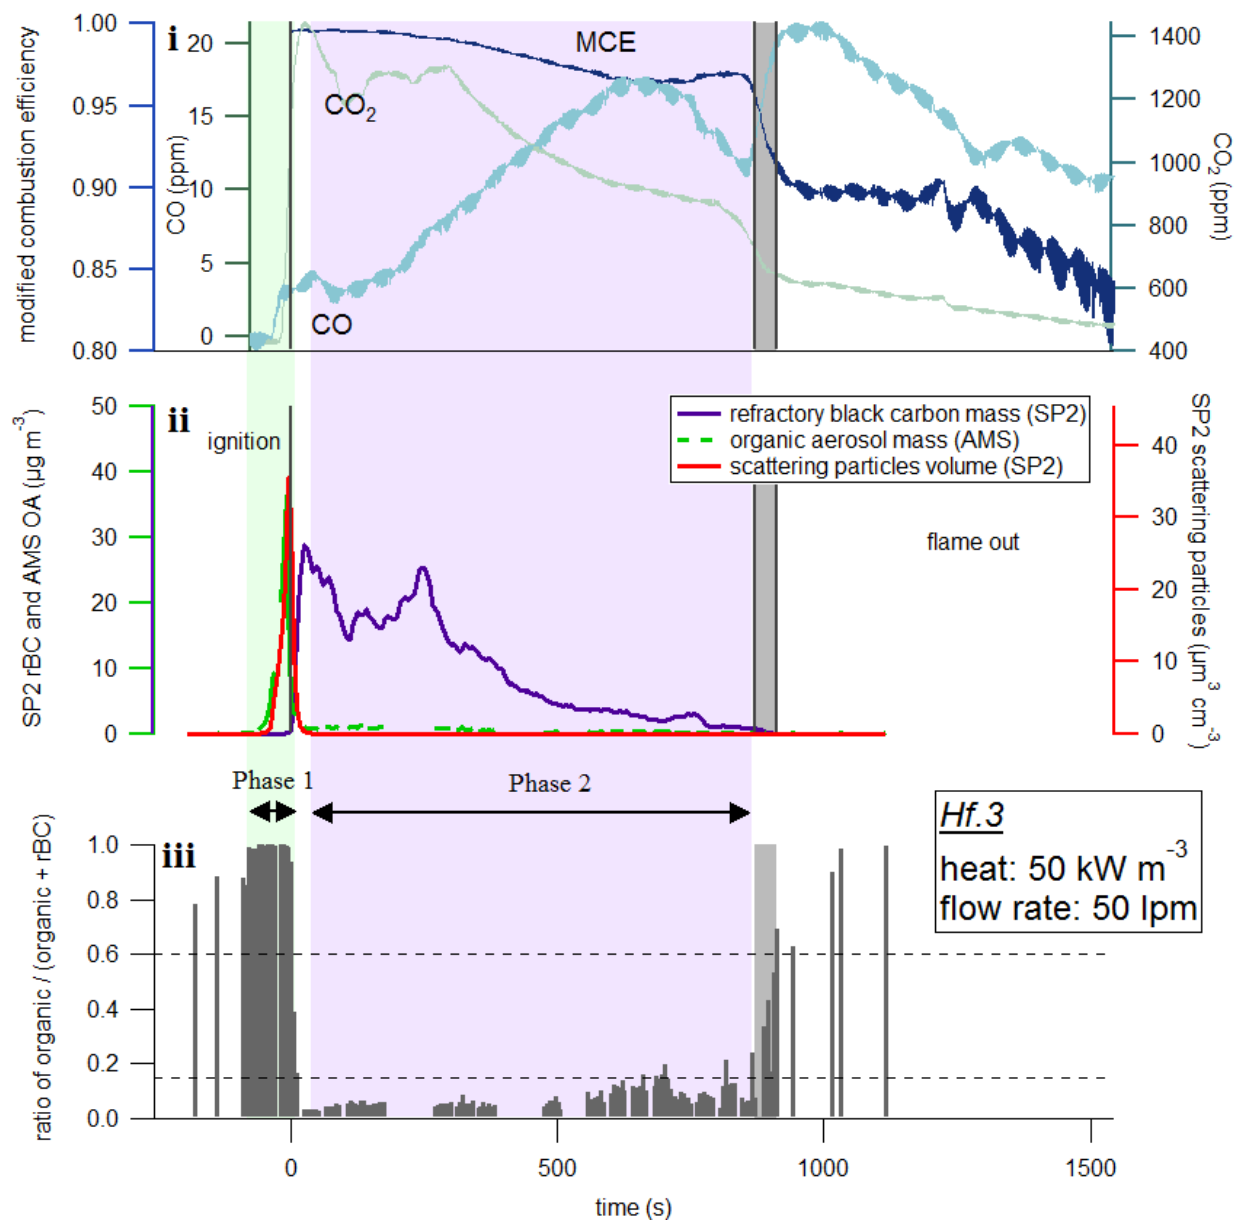 i
MCE
CO₂
CO
modified combustion efficiency
1.00
0.95
0.90
0.85
0.80
CO (ppm)
20
15
10
5
0
CO₂ (ppm)
1400
1200
1000
800
600
400
ii
ignition
flame out
refractory black carbon mass (SP2)
organic aerosol mass (AMS)
scattering particles volume (SP2)
SP2 rBC and AMS OA (µg m⁻³)
50
40
30
20
10
0
SP2 scattering particles (µm³ cm⁻³)
40
30
20
10
0
Phase 1
Phase 2
iii
Hf.3
heat: 50 kW m⁻³
flow rate: 50 lpm
ratio of organic / (organic + rBC)
1.0
0.8
0.6
0.4
0.2
0.0
0
500
1000
1500
time (s)